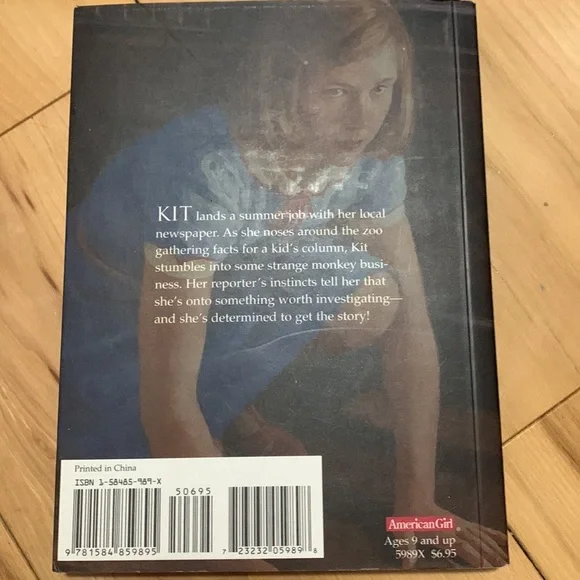 KIT lands a summer job with her local
newspaper. As she noses around the zoo
gathering facts for a kid's column, Kit
stumbles into some strange monkey busi-
ness. Her reporter's instincts tell her that
she's onto something worth investigating—
and she's determined to get the story!
Printed in China
ISBN 1-58485-989-X
50695
9 781584 859895
7 23232 05989 8
American Girl®
Ages 9 and up
5989X $6.95